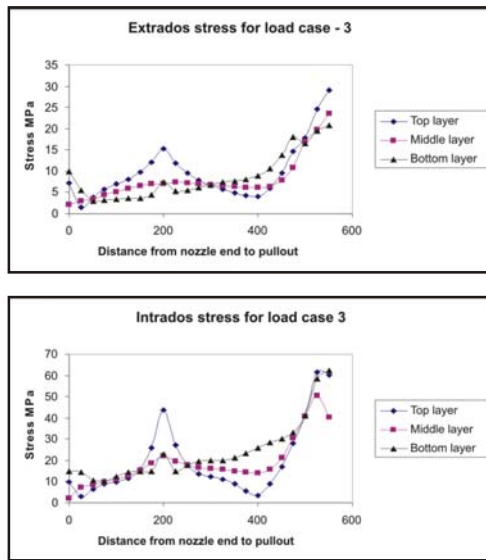 Extrados stress for load case - 3
Stress MPa
35
30
25
20
15
10
5
0
0
200
400
600
Distance from nozzle end to pullout
Top layer
Middle layer
Bottom layer
Intrados stress for load case 3
Stress MPa
70
60
50
40
30
20
10
0
0
200
400
600
Distance from nozzle end to pullout
Top layer
Middle layer
Bottom layer